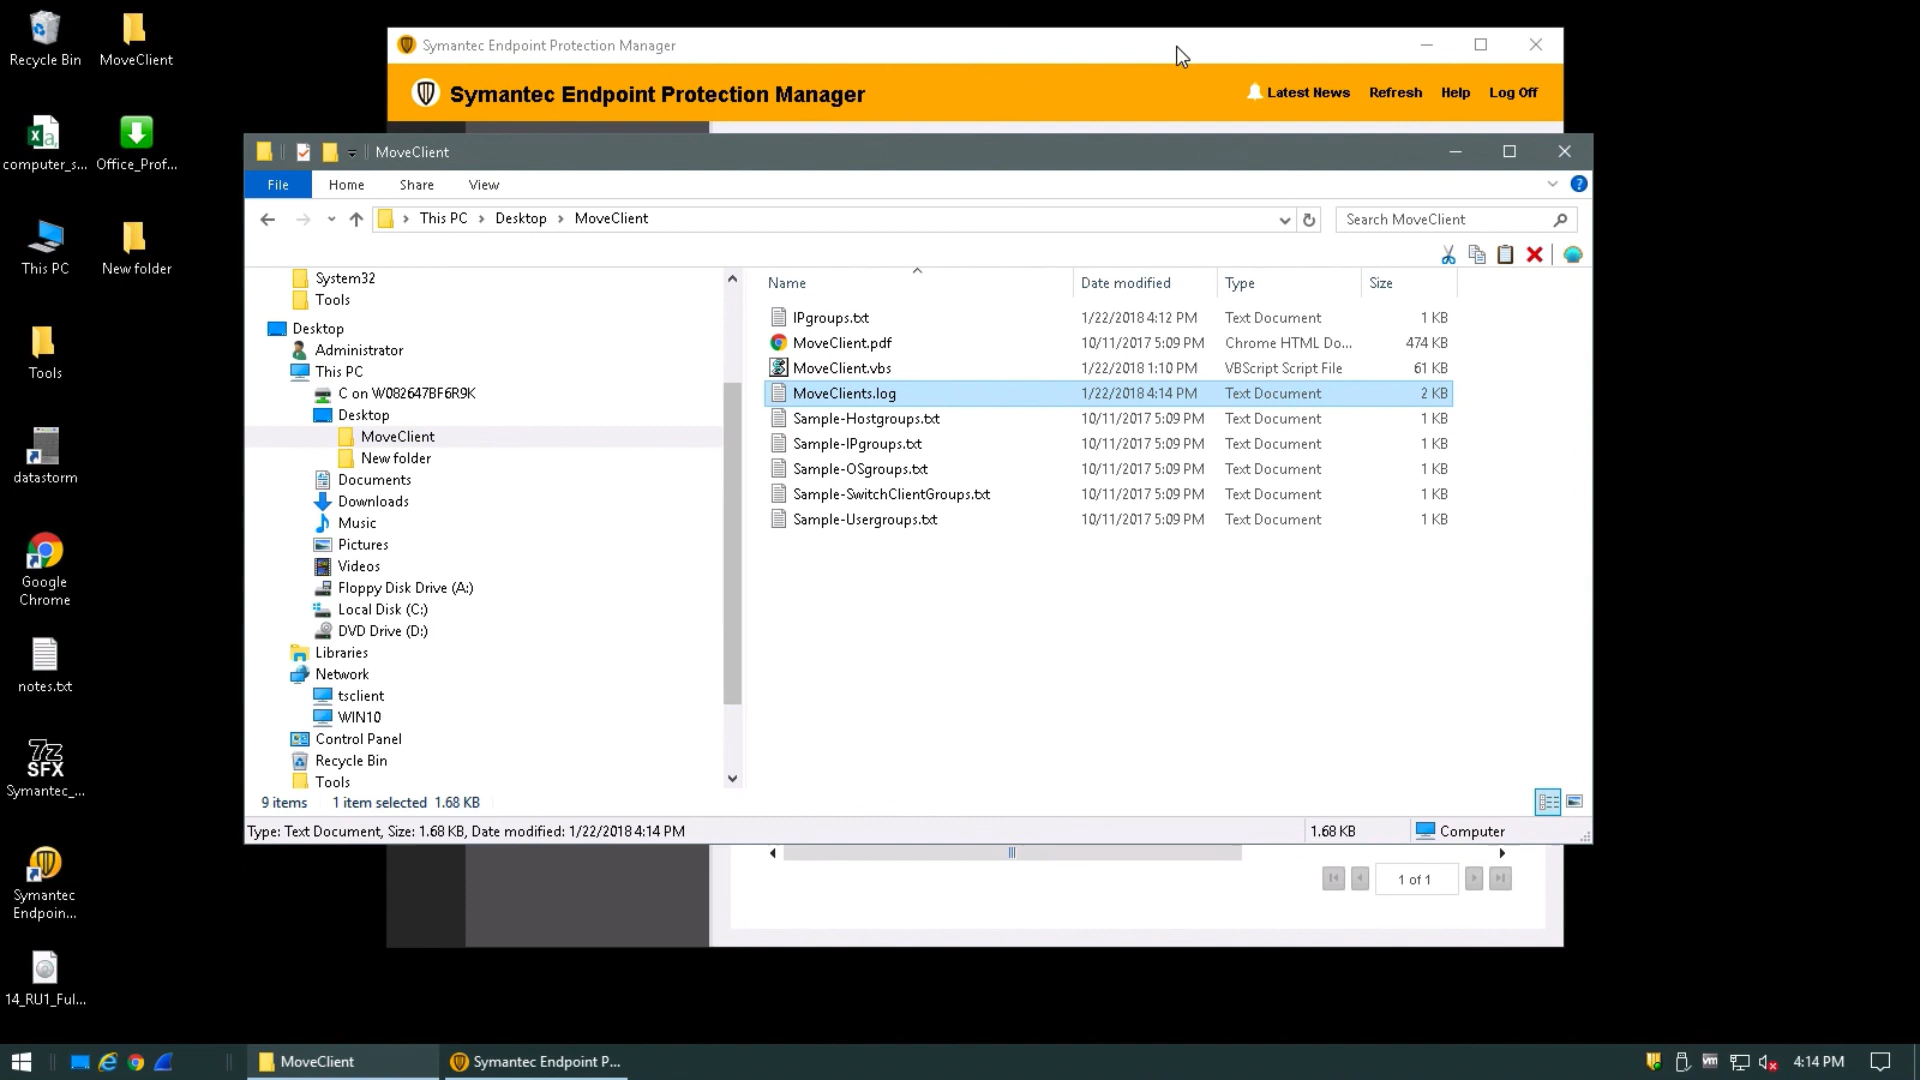 Recycle Bin
MoveClient
computer_s...
Office_Prof...
This PC
New folder
Tools
datastorm
Google
Chrome
notes.txt
7z
SFX
Symantec_...
Symantec
Endpoin...
14_RU1_Ful...
Symantec Endpoint Protection Manager
Symantec Endpoint Protection Manager
Latest News Refresh Help Log Off
MoveClient
File Home Share View
This PC > Desktop > MoveClient
Search MoveClient
System32
Tools
Desktop
Administrator
This PC
C on W082647BF6R9K
Desktop
MoveClient
New folder
Documents
Downloads
Music
Pictures
Videos
Floppy Disk Drive (A:)
Local Disk (C:)
DVD Drive (D:)
Libraries
Network
tsclient
WIN10
Control Panel
Recycle Bin
Tools
Name Date modified Type Size
IPgroups.txt 1/22/2018 4:12 PM Text Document 1 KB
MoveClient.pdf 10/11/2017 5:09 PM Chrome HTML Do... 474 KB
MoveClient.vbs 1/22/2018 1:10 PM VBScript Script File 61 KB
MoveClients.log 1/22/2018 4:14 PM Text Document 2 KB
Sample-Hostgroups.txt 10/11/2017 5:09 PM Text Document 1 KB
Sample-IPgroups.txt 10/11/2017 5:09 PM Text Document 1 KB
Sample-OSgroups.txt 10/11/2017 5:09 PM Text Document 1 KB
Sample-SwitchClientGroups.txt 10/11/2017 5:09 PM Text Document 1 KB
Sample-Usergroups.txt 10/11/2017 5:09 PM Text Document 1 KB
9 items 1 item selected 1.68 KB
Type: Text Document, Size: 1.68 KB, Date modified: 1/22/2018 4:14 PM 1.68 KB Computer
1 of 1
MoveClient
Symantec Endpoint P...
vm
4:14 PM